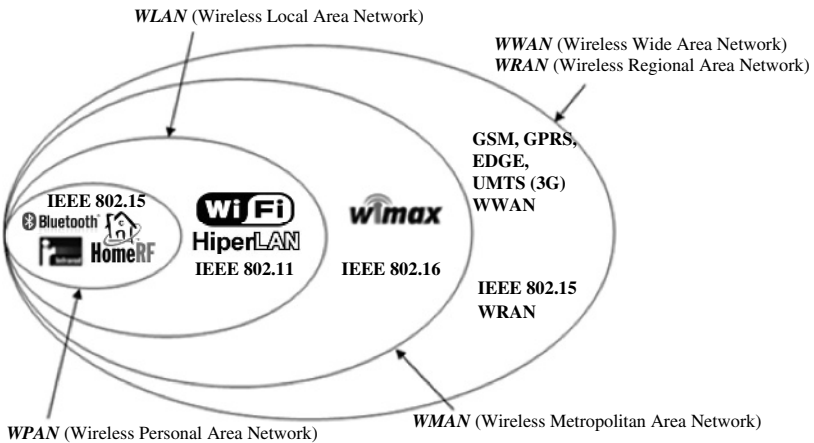 WLAN (Wireless Local Area Network)
WWAN (Wireless Wide Area Network)
WRAN (Wireless Regional Area Network)
GSM, GPRS,
EDGE,
UMTS (3G)
WWAN
IEEE 802.15
Bluetooth
HomeRF
WiFi
HiperLAN
IEEE 802.11
wimax
IEEE 802.16
IEEE 802.15
WRAN
WPAN (Wireless Personal Area Network)
WMAN (Wireless Metropolitan Area Network)